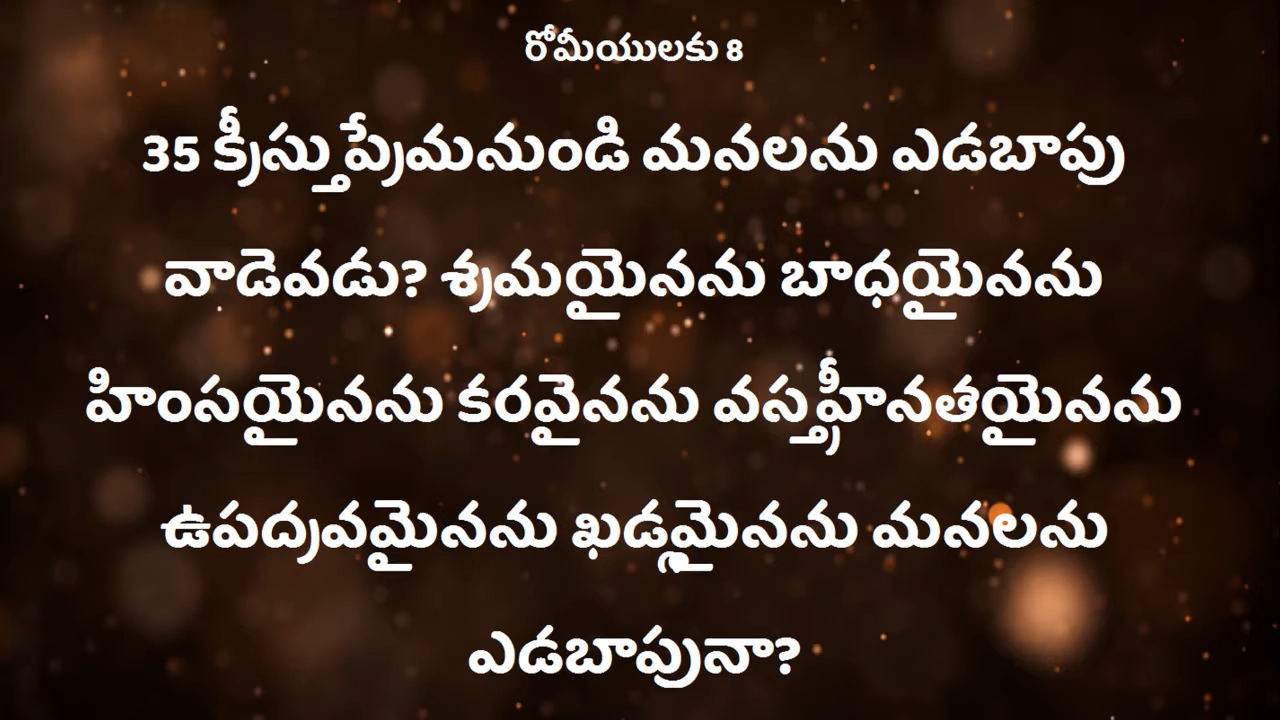 రోమీయులకు 8
35 క్రీస్తుప్రేమనుండి మనలను ఎడబాపు
వాడెవడు? శ్రమయైనను బాధయైనను
హింసయైనను కరవైనను వస్త్రహీనతయైనను
ఉపద్రవమైనను ఖడ్గమైనను మనలను
ఎడబాపునా?